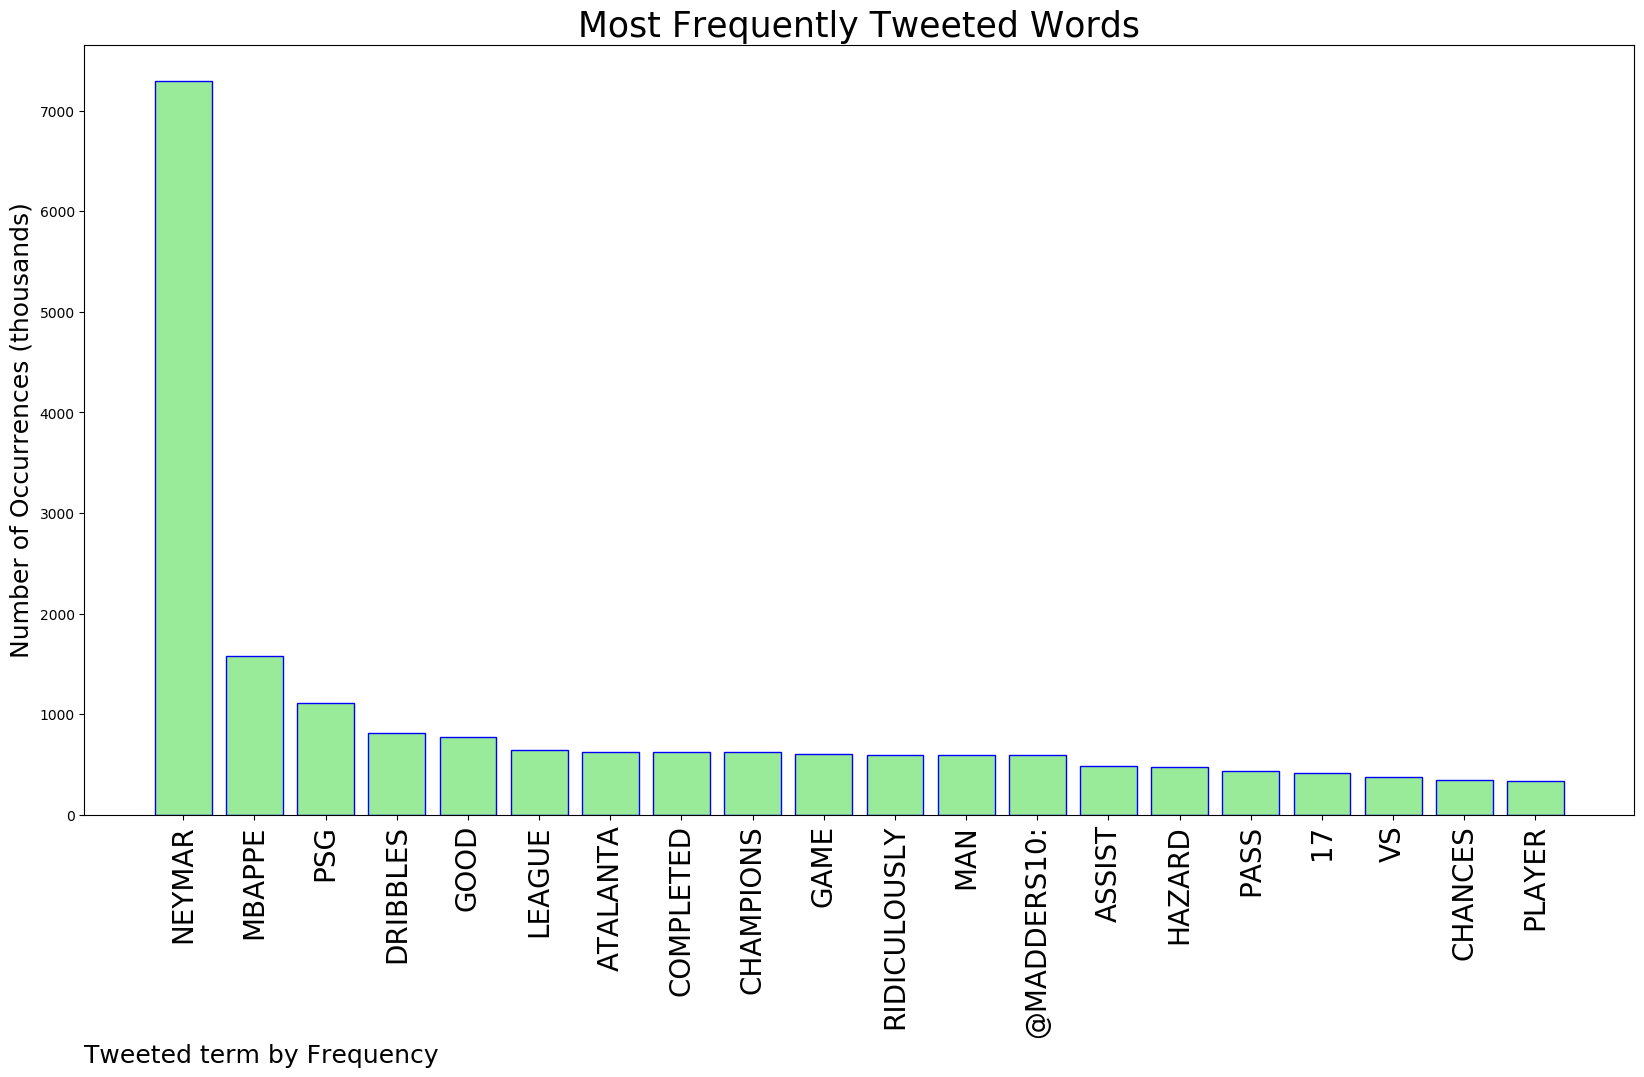 Most Frequently Tweeted Words
Number of Occurrences (thousands)
7000
6000
5000
4000
3000
2000
1000
0
NEYMAR
MBAPPE
PSG
DRIBBLES
GOOD
LEAGUE
ATALANTA
COMPLETED
CHAMPIONS
GAME
RIDICULOUSLY
MAN
@MADDERS10:
ASSIST
HAZARD
PASS
17
VS
CHANCES
PLAYER
Tweeted term by Frequency